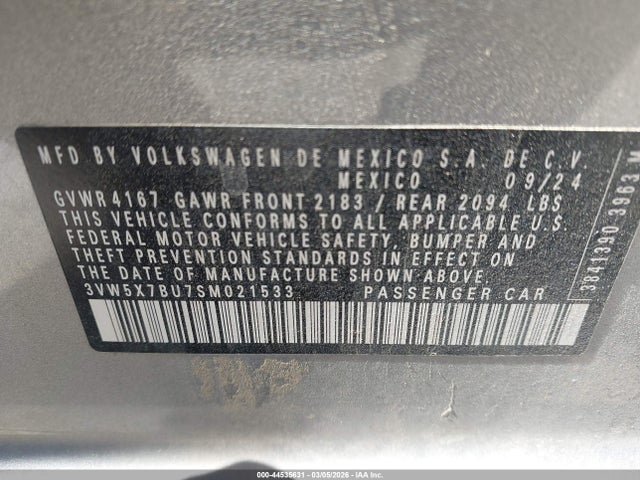 MFD BY VOLKSWAGEN DE MEXICO S.A. DE C.V.
MEXICO 09/24
GVWR 4167 GAWR FRONT 2183 / REAR 2094 LBS
THIS VEHICLE CONFORMS TO ALL APPLICABLE U.S.
FEDERAL MOTOR VEHICLE SAFETY, BUMPER AND
THEFT PREVENTION STANDARDS IN EFFECT ON
THE DATE OF MANUFACTURE SHOWN ABOVE.
3VW5X7BU7SM021533 PASSENGER CAR
3841390 3963 M
000-44535631 - 03/05/2026 - Copyright IAA, LLC.